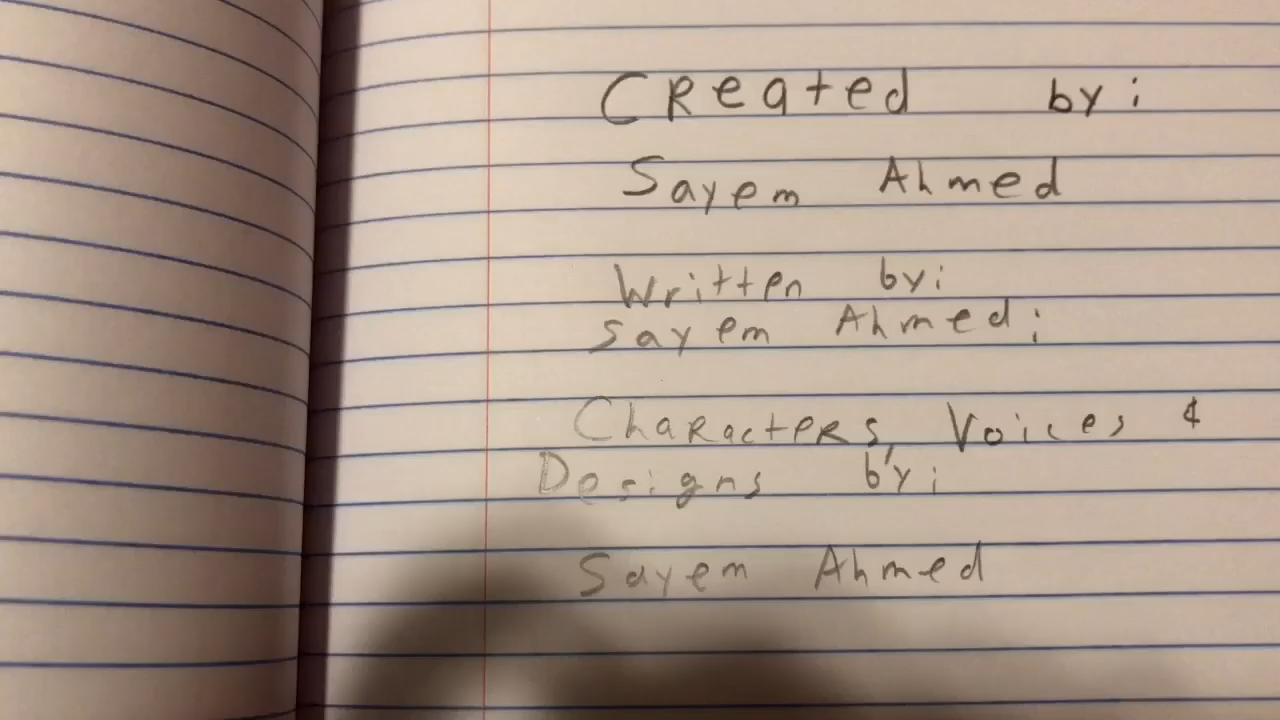 Created by:
Sayem Ahmed
Written by:
Sayem Ahmed:
Characters, Voices &
Designs by:
Sayem Ahmed